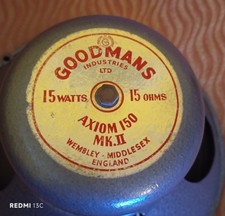 G
GOODMANS
INDUSTRIES
LTD
15 WATTS 15 OHMS
AXIOM 150
MK.II
WEMBLEY · MIDDLESEX
ENGLAND
REDMI 13C